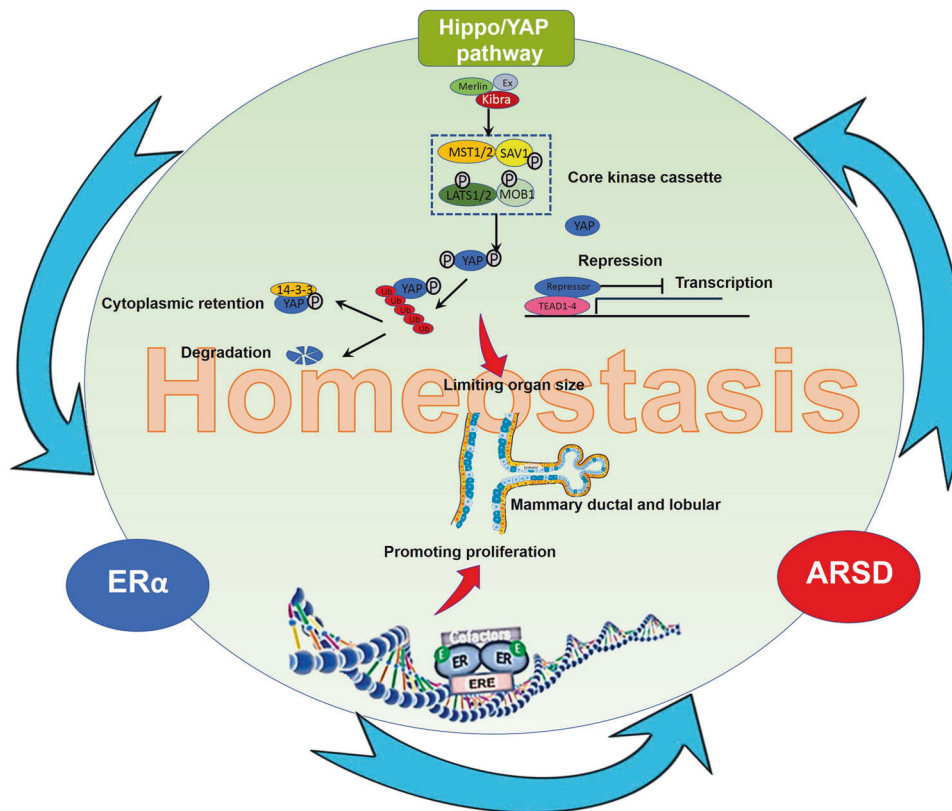 Hippo/YAP
pathway
Merlin
Ex
Kibra
MST1/2
SAV1
P
P
P
LATS1/2
MOB1
Core kinase cassette
YAP
P
YAP
P
Repression
Repressor
Transcription
TEAD1-4
14-3-3
YAP
P
YAP
P
Ub
Ub
Ub
Ub
Ub
Cytoplasmic retention
Degradation
Homeostasis
Limiting organ size
Mammary ductal and lobular
Promoting proliferation
ERα
ARSD
Cofactors
E
ER
ER
E
ERE